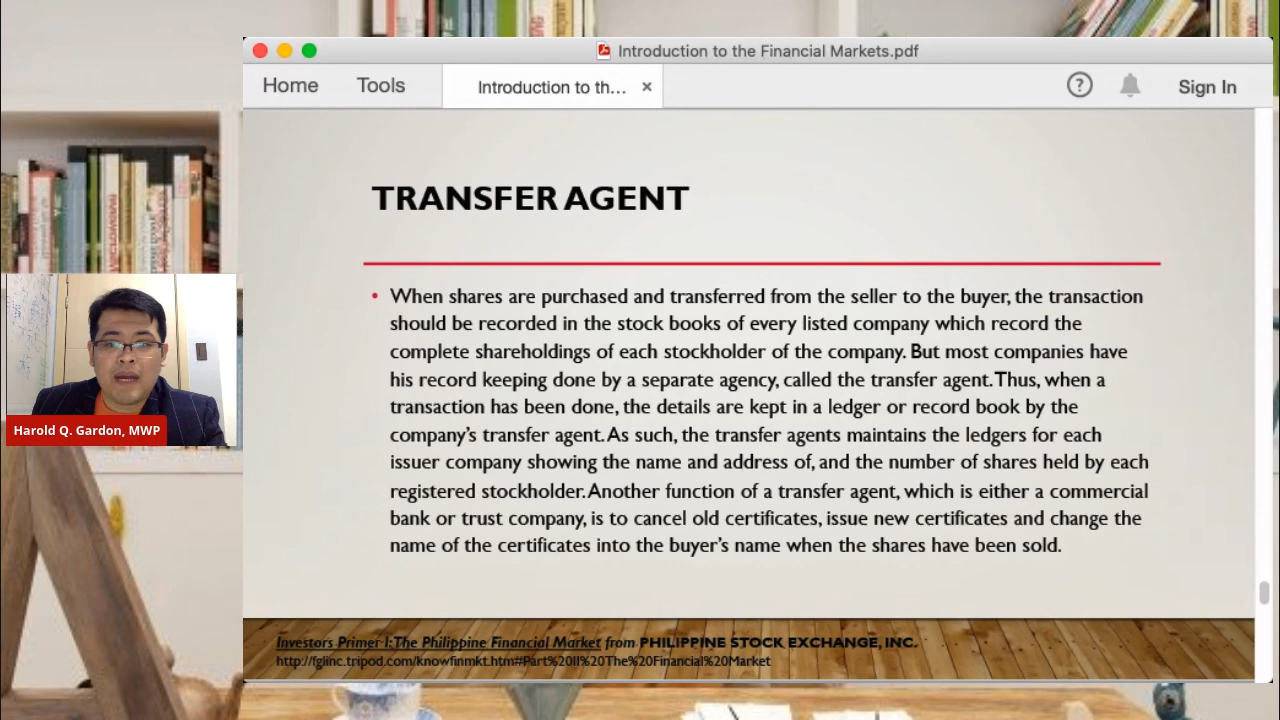 Introduction to the Financial Markets.pdf
Home Tools Introduction to th... × ? Sign In
TRANSFER AGENT
• When shares are purchased and transferred from the seller to the buyer, the transaction
should be recorded in the stock books of every listed company which record the
complete shareholdings of each stockholder of the company. But most companies have
his record keeping done by a separate agency, called the transfer agent. Thus, when a
transaction has been done, the details are kept in a ledger or record book by the
company's transfer agent. As such, the transfer agents maintains the ledgers for each
issuer company showing the name and address of, and the number of shares held by each
registered stockholder. Another function of a transfer agent, which is either a commercial
bank or trust company, is to cancel old certificates, issue new certificates and change the
name of the certificates into the buyer's name when the shares have been sold.
Harold Q. Gardon, MWP
Investors Primer I: The Philippine Financial Market from PHILIPPINE STOCK EXCHANGE, INC.
http://fglinc.tripod.com/knowfinmkt.htm#Part%20II%20The%20Financial%20Market